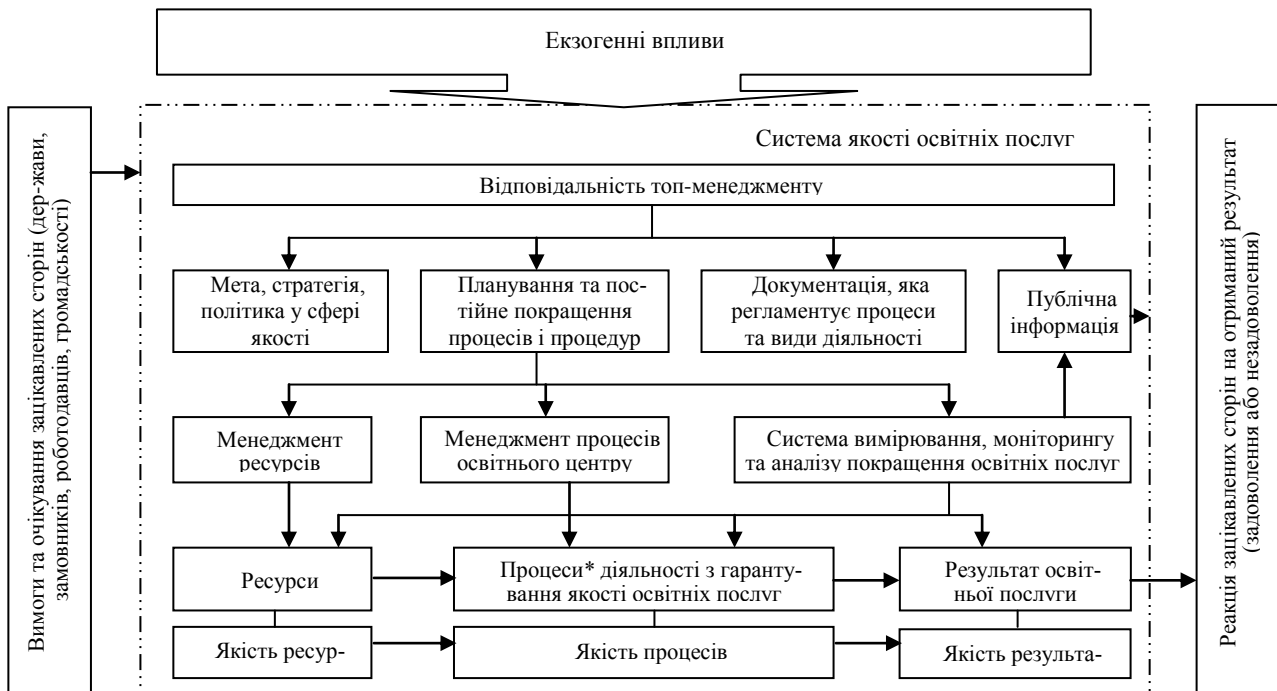 Екзогенні впливи
Вимоги та очікування зацікавлених сторін (дер-жави,
замовників, роботодавців, громадськості)
Система якості освітніх послуг
Відповідальність топ-менеджменту
Мета, стратегія,
політика у сфері
якості
Планування та пос-
тійне покращення
процесів і процедур
Документація, яка
регламентує процеси
та види діяльності
Публічна
інформація
Менеджмент
ресурсів
Менеджмент процесів
освітнього центру
Система вимірювання, моніторингу
та аналізу покращення освітніх послуг
Ресурси
Процеси* діяльності з гаранту-
вання якості освітніх послуг
Результат освіт-
ньої послуги
Якість ресур-
Якість процесів
Якість результа-
Реакція зацікавлених сторін на отриманий результат
(задоволення або незадоволення)